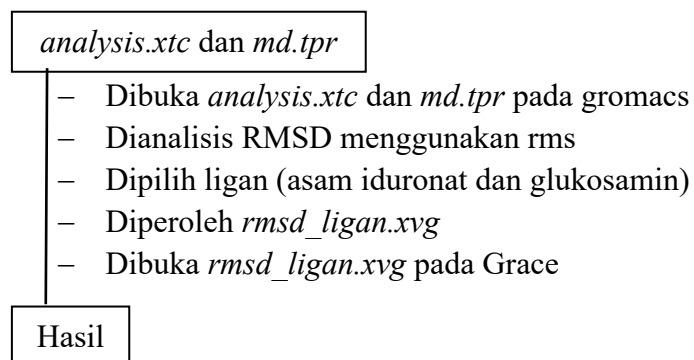 analysis.xtc dan md.tpr
– Dibuka analysis.xtc dan md.tpr pada gromacs
– Dianalisis RMSD menggunakan rms
– Dipilih ligan (asam iduronat dan glukosamin)
– Diperoleh rmsd_ligan.xvg
– Dibuka rmsd_ligan.xvg pada Grace
Hasil